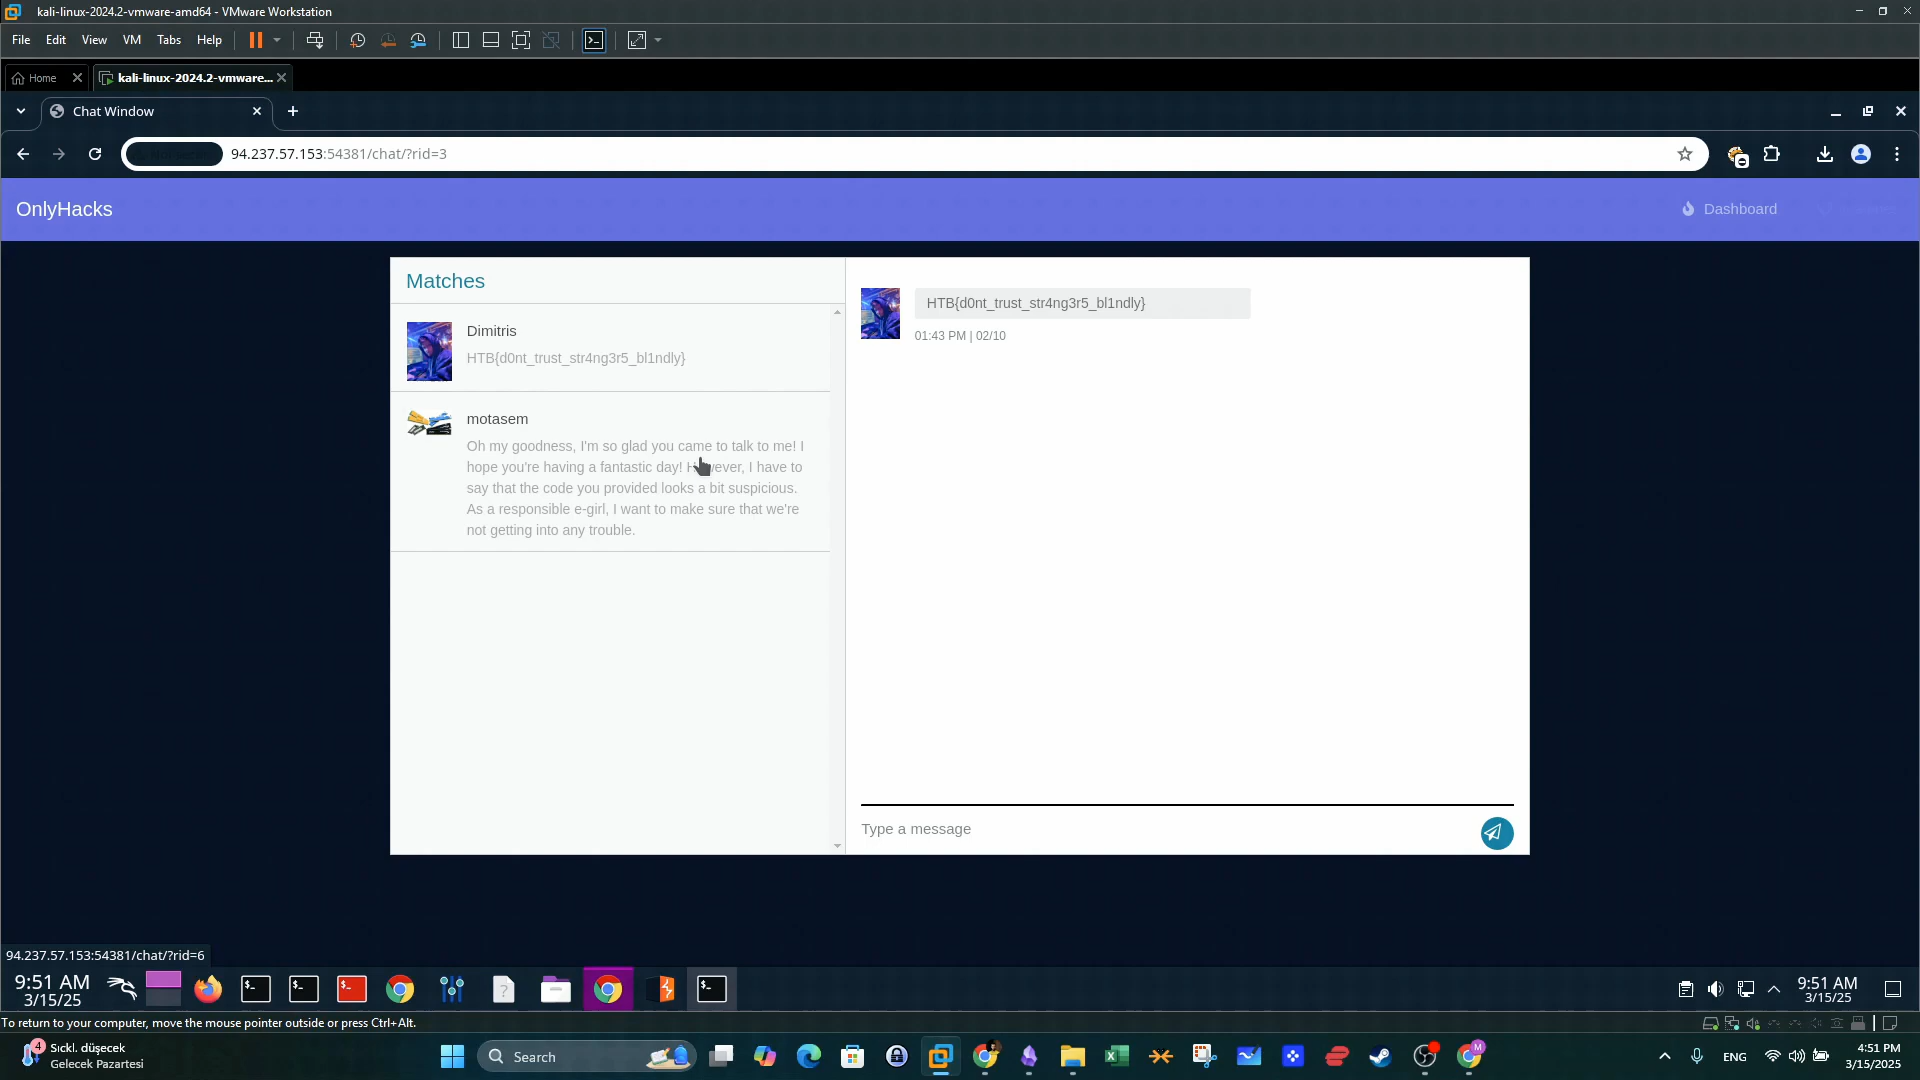 kali-linux-2024.2-vmware-amd64 - VMware Workstation
File Edit View VM Tabs Help
Home
kali-linux-2024.2-vmware...
Chat Window
94.237.57.153:54381/chat/?rid=3
OnlyHacks
Dashboard
Matches
Dimitris
HTB{d0nt_trust_str4ng3r5_bl1ndly}
motasem
Oh my goodness, I'm so glad you came to talk to me! I
hope you're having a fantastic day! However, I have to
say that the code you provided looks a bit suspicious.
As a responsible e-girl, I want to make sure that we're
not getting into any trouble.
HTB{d0nt_trust_str4ng3r5_bl1ndly}
01:43 PM | 02/10
Type a message
94.237.57.153:54381/chat/?rid=6
9:51 AM
3/15/25
9:51 AM
3/15/25
To return to your computer, move the mouse pointer outside or press Ctrl+Alt.
4
Sıckl. düşecek
Gelecek Pazartesi
Search
M
ENG
4:51 PM
3/15/2025